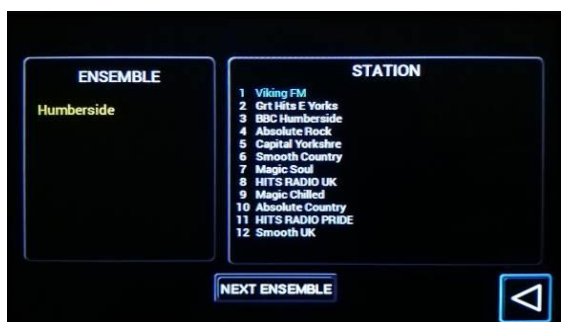 ENSEMBLE
Humberside
STATION
1 Viking FM
2 Grt Hits E Yorks
3 BBC Humberside
4 Absolute Rock
5 Capital Yorkshre
6 Smooth Country
7 Magic Soul
8 HITS RADIO UK
9 Magic Chilled
10 Absolute Country
11 HITS RADIO PRIDE
12 Smooth UK
NEXT ENSEMBLE